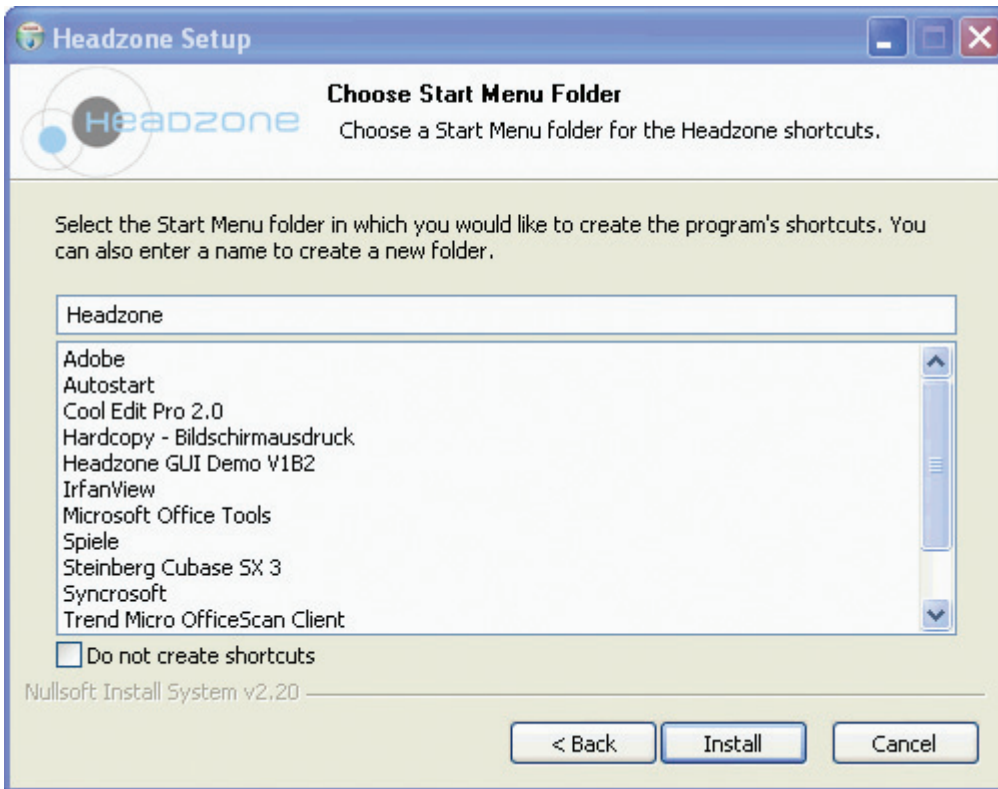 Headzone Setup
HEADZONE
Choose Start Menu Folder
Choose a Start Menu folder for the Headzone shortcuts.
Select the Start Menu folder in which you would like to create the program's shortcuts. You
can also enter a name to create a new folder.
Headzone
Adobe
Autostart
Cool Edit Pro 2.0
Hardcopy - Bildschirmausdruck
Headzone GUI Demo V1B2
IrfanView
Microsoft Office Tools
Spiele
Steinberg Cubase SX 3
Syncrosoft
Trend Micro OfficeScan Client
Do not create shortcuts
Nullsoft Install System v2.20
< Back Install Cancel